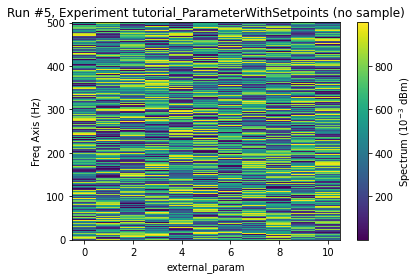 Run #5, Experiment tutorial_ParameterWithSetpoints (no sample)
500
400
300
200
100
0
Freq Axis (Hz)
0 2 4 6 8 10
external_param
800
600
400
200
Spectrum (10⁻³ dBm)